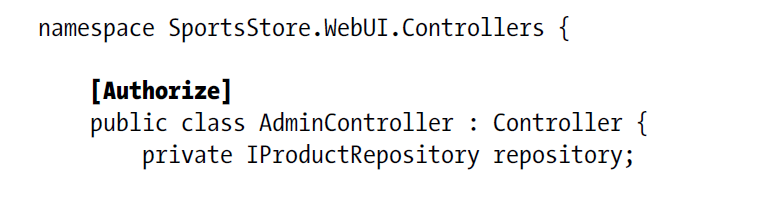 namespace SportsStore.WebUI.Controllers {
[Authorize]
public class AdminController : Controller {
private IProductRepository repository;